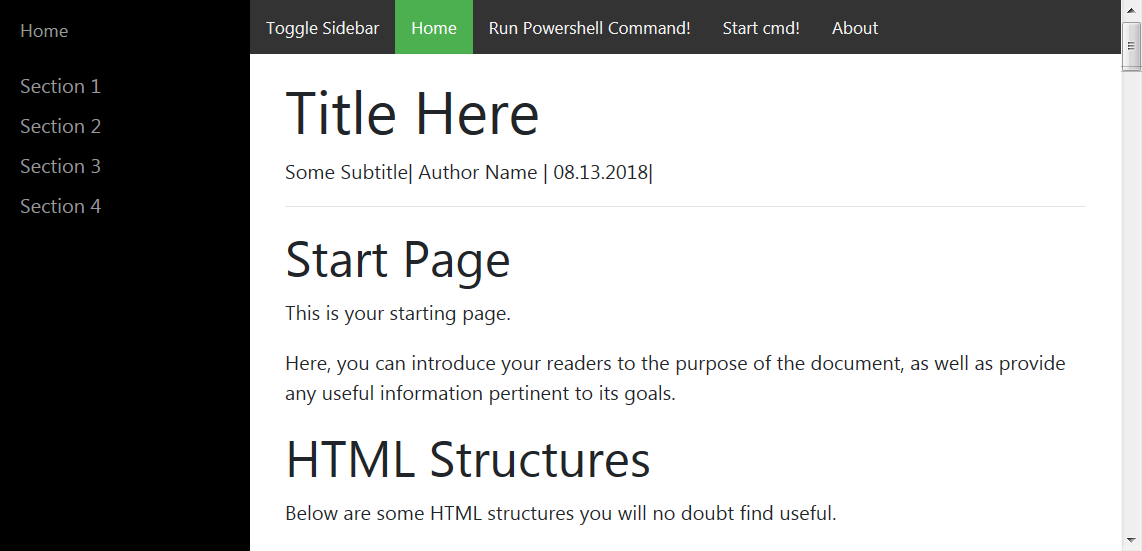 Home
Section 1
Section 2
Section 3
Section 4
Toggle Sidebar Home Run Powershell Command! Start cmd! About
Title Here
Some Subtitle| Author Name | 08.13.2018|
Start Page
This is your starting page.
Here, you can introduce your readers to the purpose of the document, as well as provide
any useful information pertinent to its goals.
HTML Structures
Below are some HTML structures you will no doubt find useful.